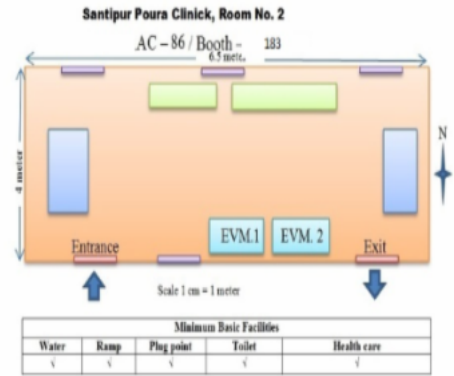 Santipur Poura Clinick, Room No. 2
AC – 86 / Booth – 183
6.5 mete.
4 meter
N
EVM.1 EVM. 2
Entrance Exit
Scale 1 cm = 1 meter
Minimum Basic Facilities
Water Ramp Plug point Toilet Health care
√ √ √ √ √